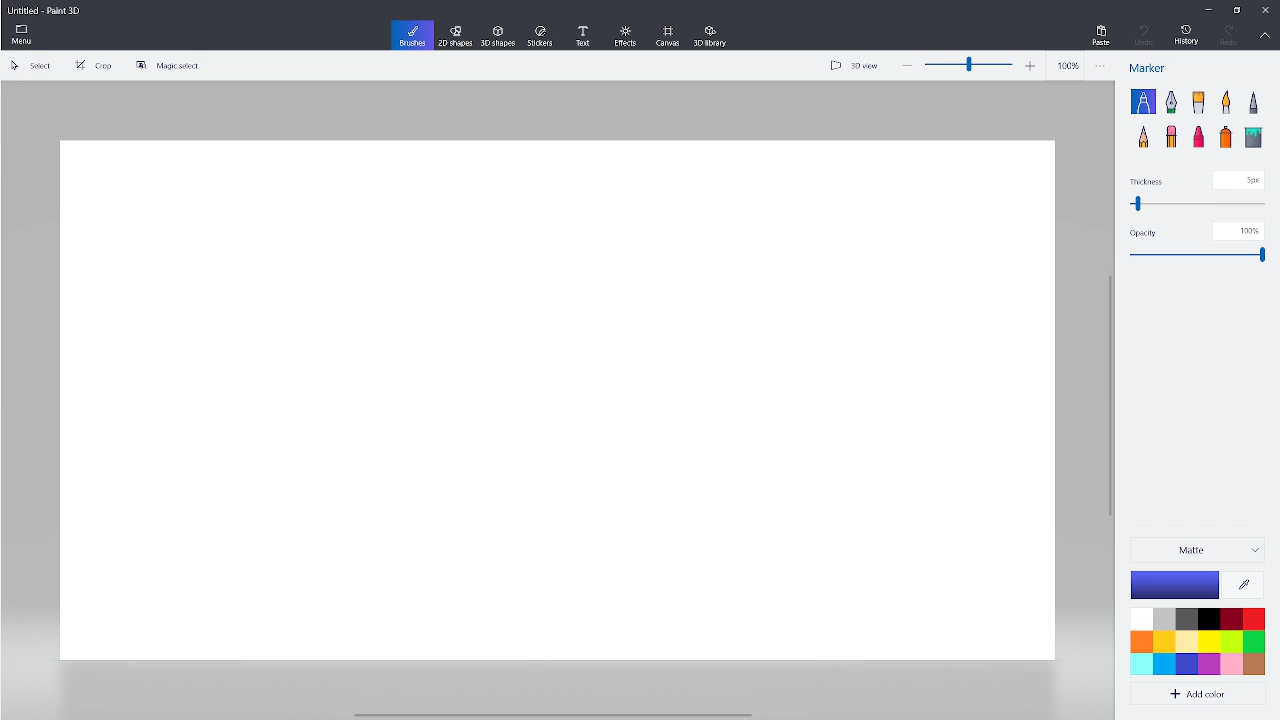 Untitled - Paint 3D
Menu
Brushes
2D shapes
3D shapes
Stickers
Text
Effects
Canvas
3D library
Paste
Undo
History
Redo
Select
Crop
Magic select
3D view
100%
Marker
Thickness
5px
Opacity
100%
Matte
Add color